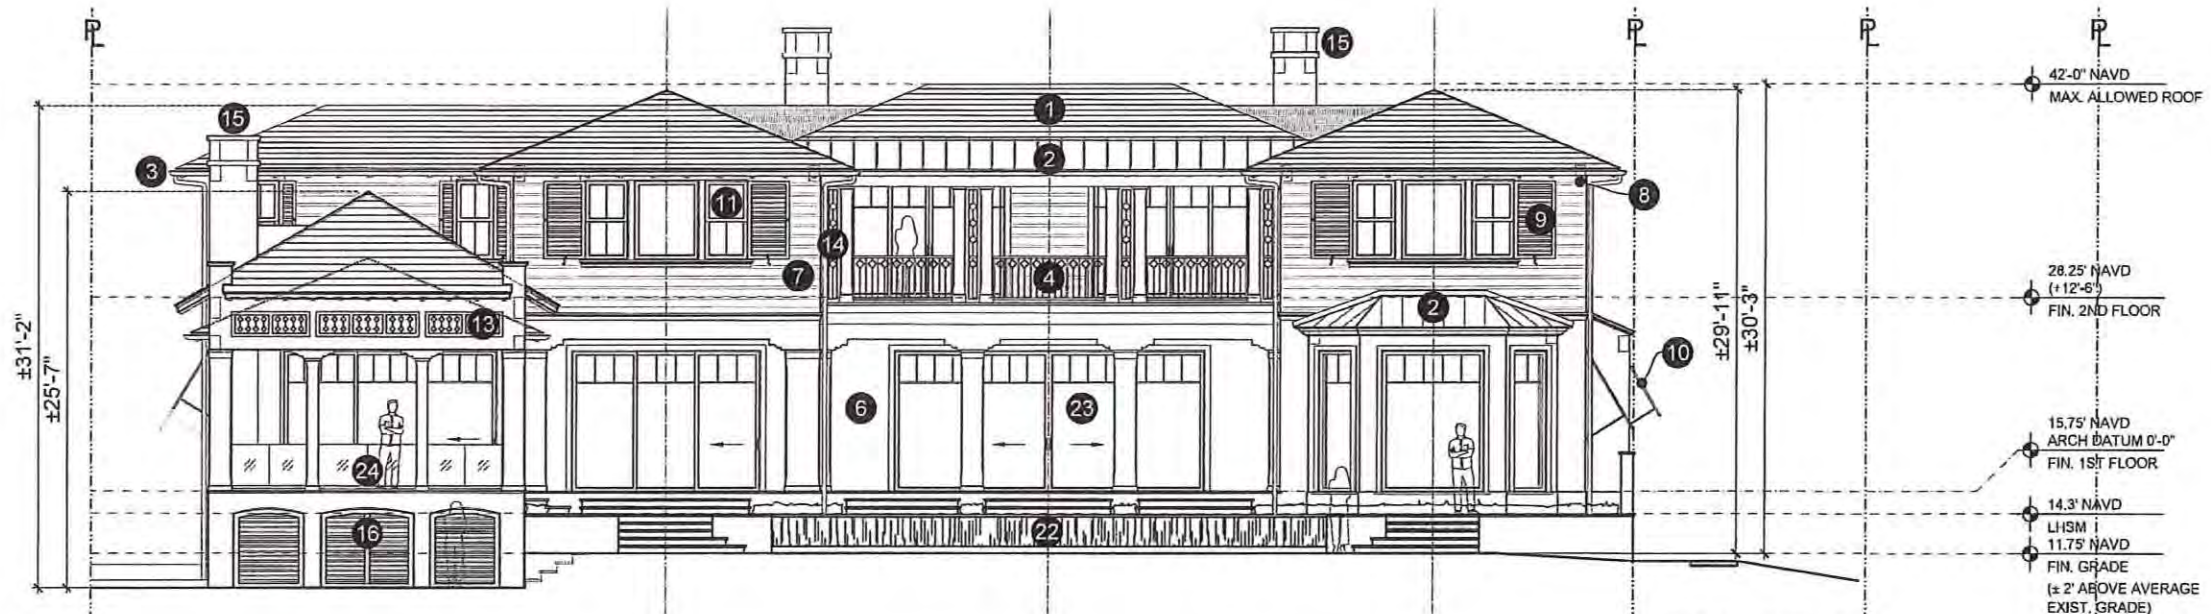 PL PL PL PL
15
42'-0" NAVD
MAX. ALLOWED ROOF
15
1
2
3
8
11
9
14
7
4
28.25' NAVD
(+12'-6")
FIN. 2ND FLOOR
2
13
±31'-2"
±25'-7"
±29'-11"
±30'-3"
10
6
23
15.75' NAVD
ARCH DATUM 0'-0"
FIN. 1ST FLOOR
24
14.3' NAVD
LHSM
16
22
11.75' NAVD
FIN. GRADE
(± 2' ABOVE AVERAGE
EXIST. GRADE)